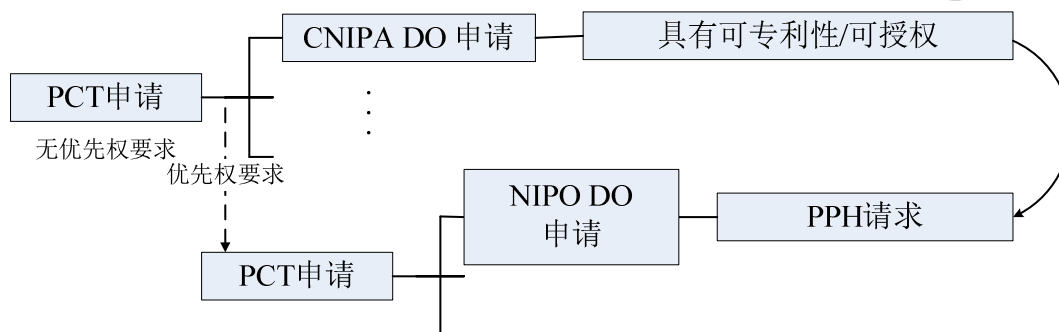 CNIPA DO 申请
具有可专利性/可授权
PCT申请
无优先权要求
优先权要求
NIPO DO
申请
PPH请求
PCT申请